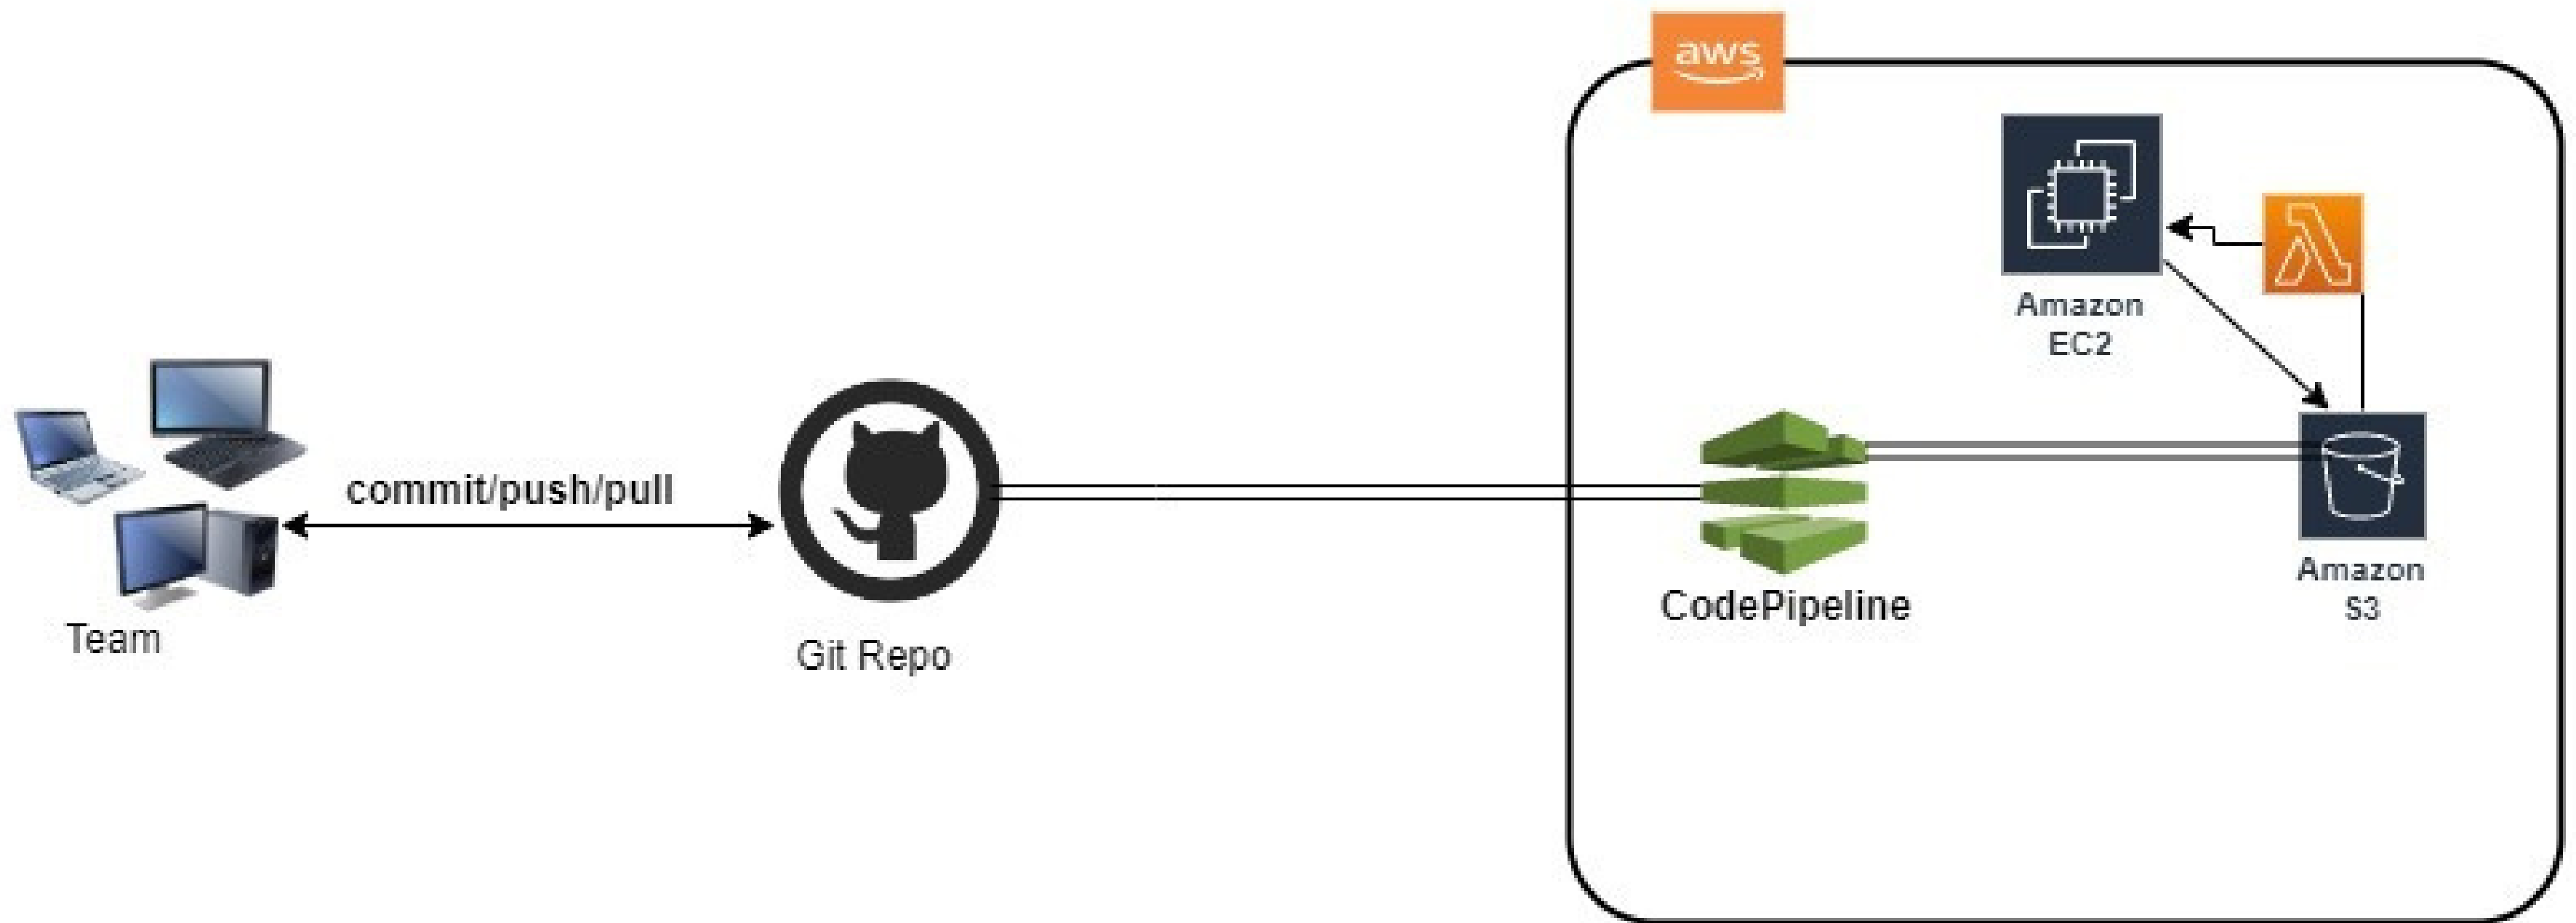 aws
Amazon
EC2
commit/push/pull
CodePipeline
Amazon
S3
Team
Git Repo